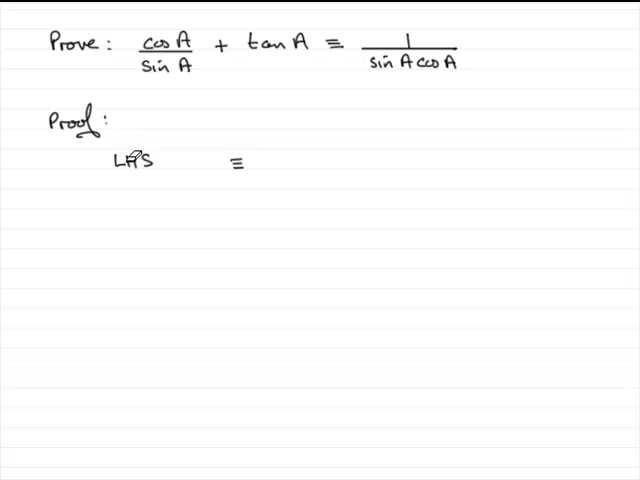 Prove: cos A / sin A + tan A ≡ 1 / sin A cos A
Proof:
LHS ≡